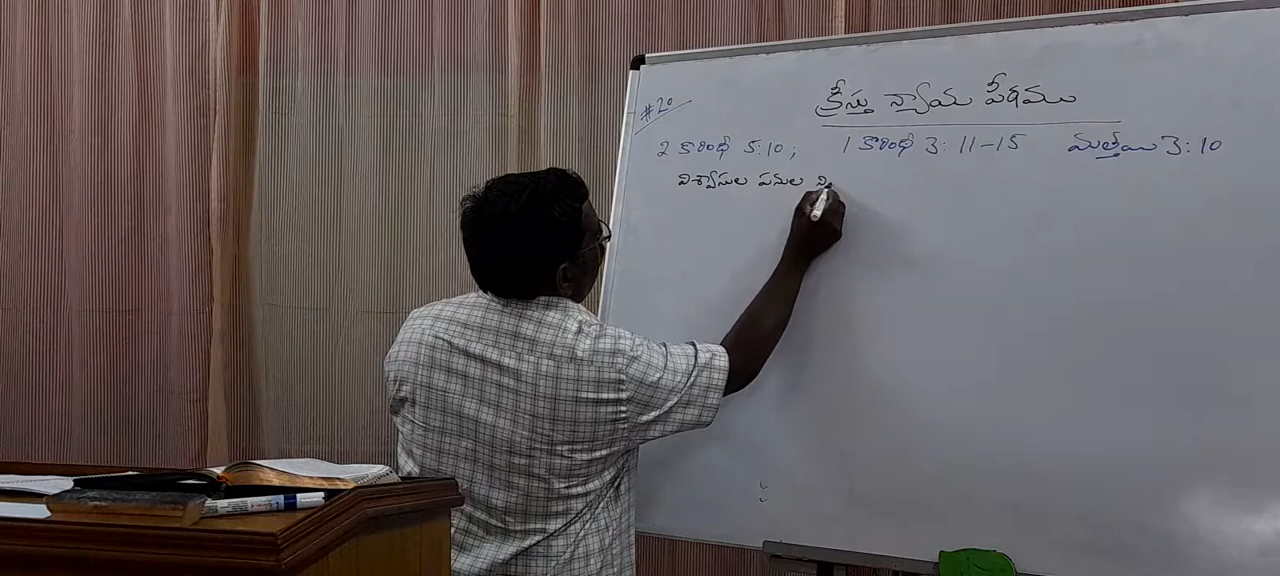 #20
క్రీస్తు న్యాయ పీఠము
2 కొరింథీ 5:10; 1 కొరింథీ 3:11-15 మత్తయి 3:10
విశ్వాసుల పనుల